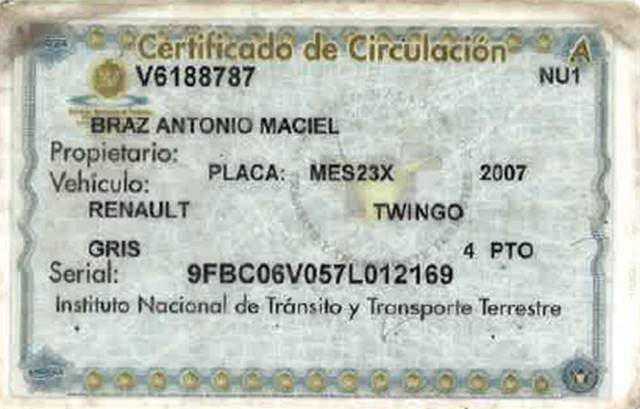 Certificado de Circulación A
V6188787 NU1
BRAZ ANTONIO MACIEL
Propietario:
PLACA: MES23X 2007
Vehículo:
RENAULT TWINGO
GRIS 4 PTO
Serial: 9FBC06V057L012169
Instituto Nacional de Tránsito y Transporte Terrestre